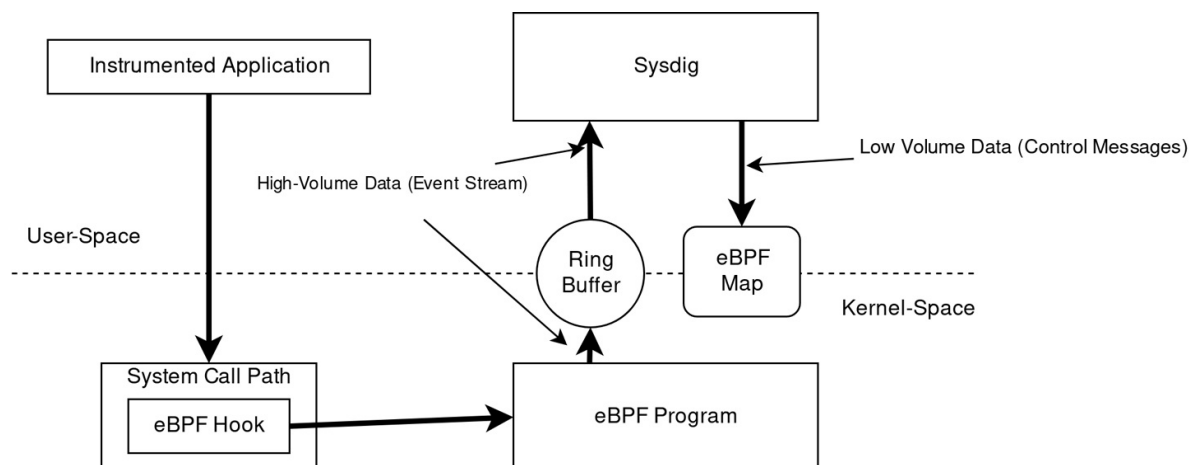 Instrumented Application
Sysdig
Low Volume Data (Control Messages)
High-Volume Data (Event Stream)
User-Space
Ring
Buffer
eBPF
Map
Kernel-Space
System Call Path
eBPF Hook
eBPF Program